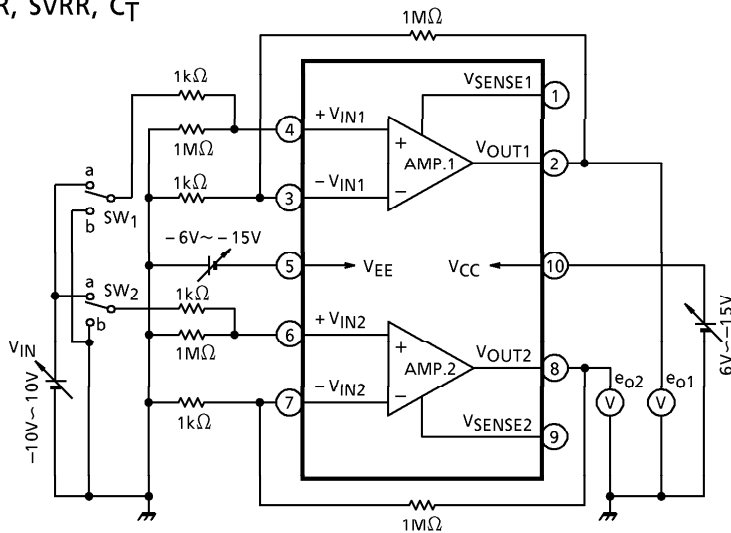 R, SVRR, CT
1MΩ
1kΩ
VSENSE1
1
4
+VIN1
1MΩ
+
AMP.1
VOUT1
2
a
1kΩ
−
3
−VIN1
SW1
b
−6V~−15V
5
VEE
VCC
10
a
SW2
1kΩ
b
6
+VIN2
1MΩ
+
AMP.2
VOUT2
8
VIN
−10V~10V
−
7
−VIN2
1kΩ
VSENSE2
9
eo2
eo1
V
V
6V~−15V
1MΩ